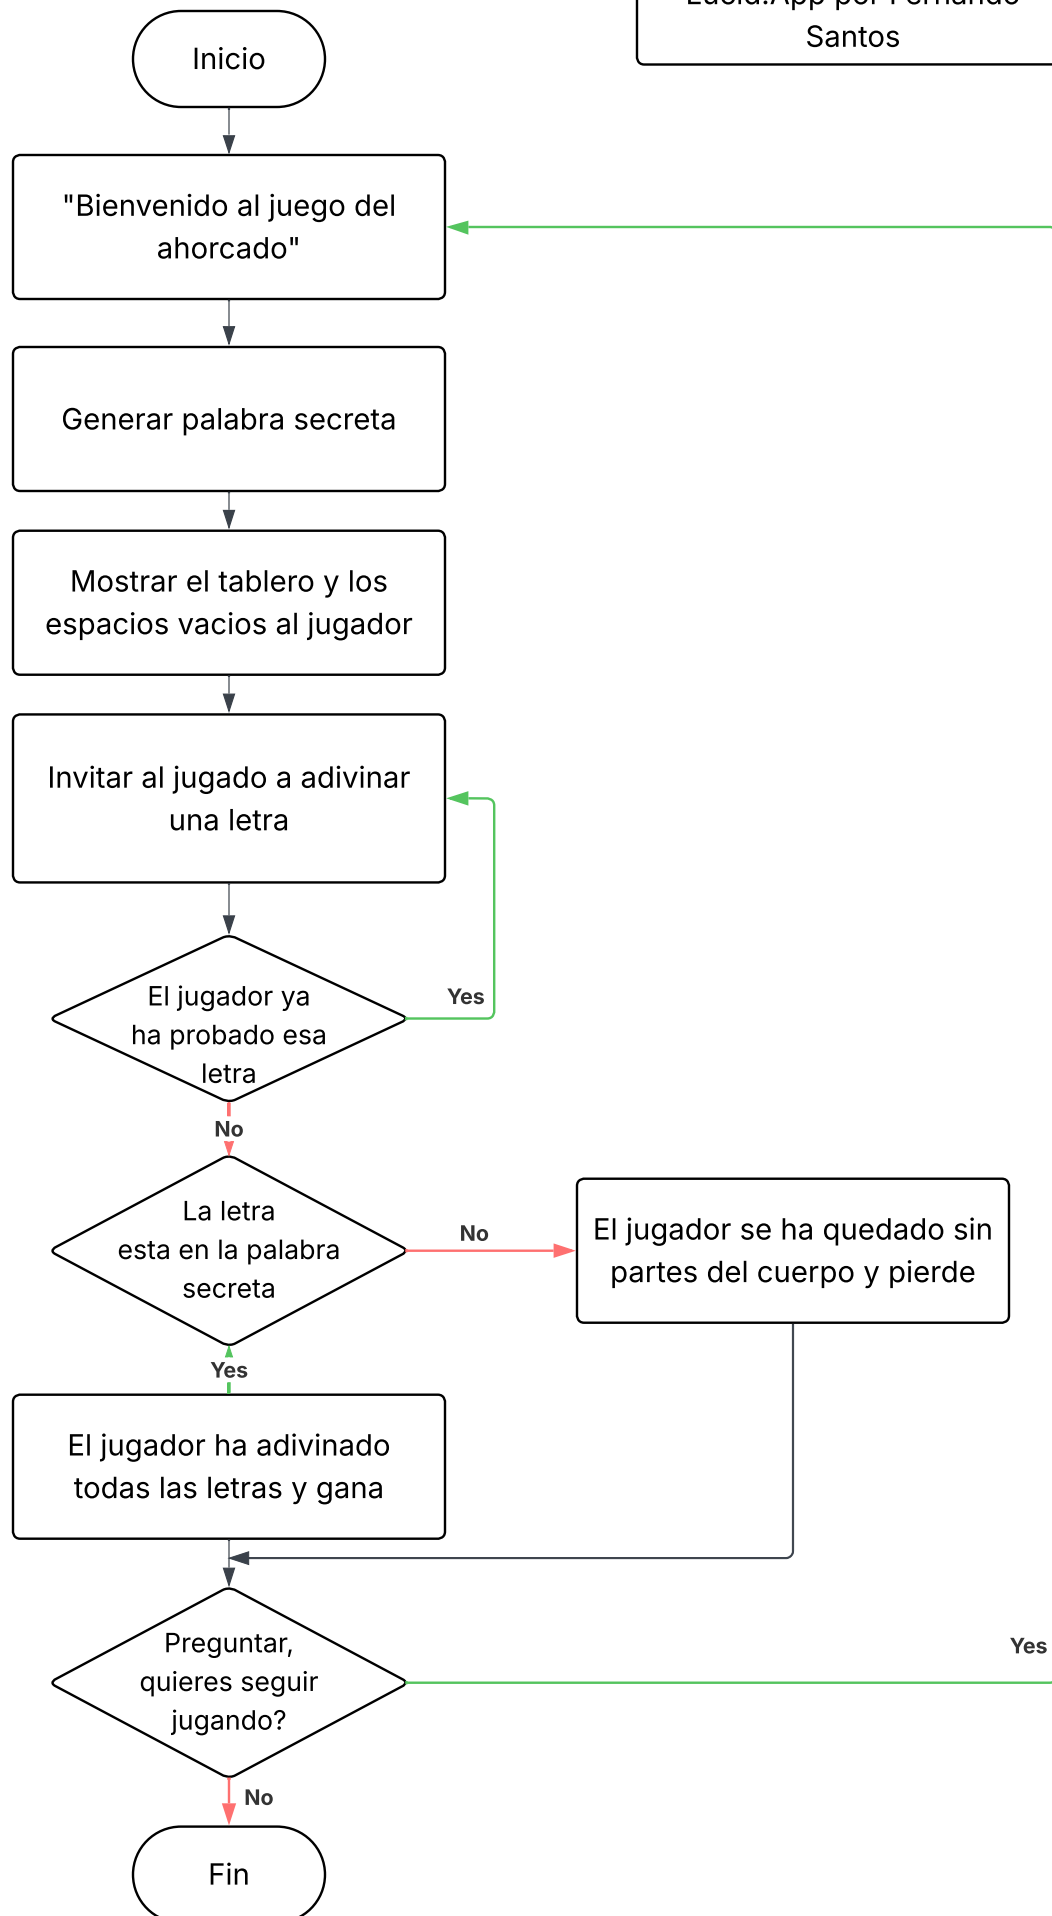 Inicio
Santos
"Bienvenido al juego del
ahorcado"
Generar palabra secreta
Mostrar el tablero y los
espacios vacios al jugador
Invitar al jugado a adivinar
una letra
El jugador ya
ha probado esa
letra
Yes
No
La letra
esta en la palabra
secreta
No
El jugador se ha quedado sin
partes del cuerpo y pierde
Yes
El jugador ha adivinado
todas las letras y gana
Preguntar,
quieres seguir
jugando?
Yes
No
Fin